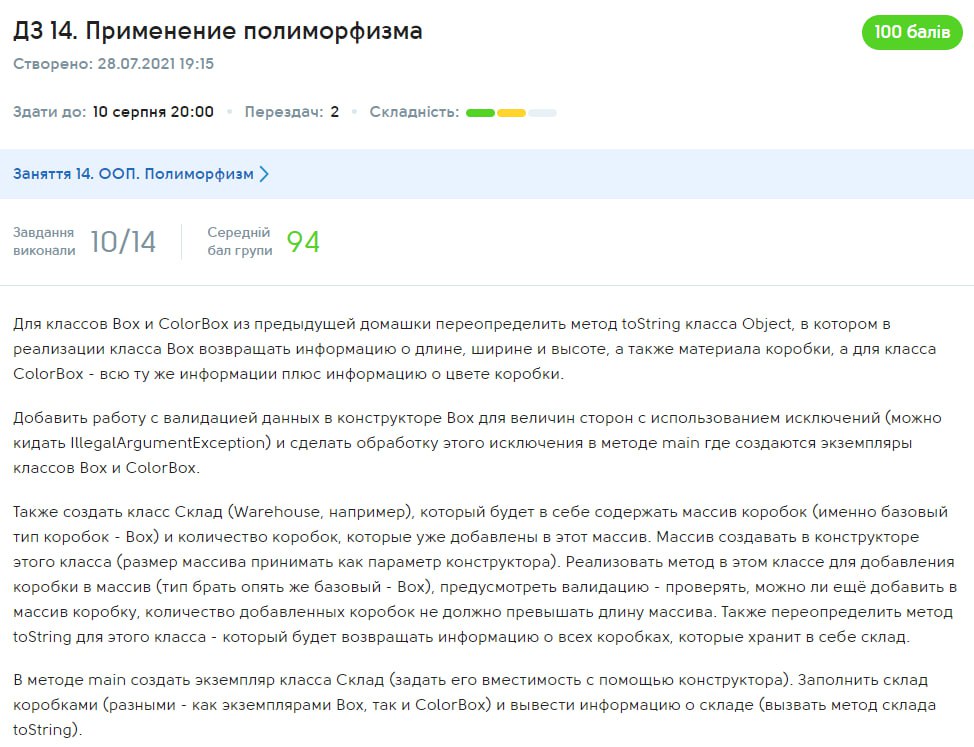 ДЗ 14. Применение полиморфизма
100 балів
Створено: 28.07.2021 19:15
Здати до: 10 серпня 20:00 • Перездач: 2 • Складність:
Заняття 14. ООП. Полиморфизм
Завдання виконали 10/14
Середній бал групи 94
Для классов Box и ColorBox из предыдущей домашки переопределить метод toString класса Object, в котором в
реализации класса Box возвращать информацию о длине, ширине и высоте, а также материала коробки, а для класса
ColorBox - всю ту же информации плюс информацию о цвете коробки.
Добавить работу с валидацией данных в конструкторе Box для величин сторон с использованием исключений (можно
кидать IllegalArgumentException) и сделать обработку этого исключения в методе main где создаются экземпляры
классов Box и ColorBox.
Также создать класс Склад (Warehouse, например), который будет в себе содержать массив коробок (именно базовый
тип коробок - Box) и количество коробок, которые уже добавлены в этот массив. Массив создавать в конструкторе
этого класса (размер массива принимать как параметр конструктора). Реализовать метод в этом классе для добавления
коробки в массив (тип брать опять же базовый - Box), предусмотреть валидацию - проверять, можно ли ещё добавить в
массив коробку, количество добавленных коробок не должно превышать длину массива. Также переопределить метод
toString для этого класса - который будет возвращать информацию о всех коробках, которые хранит в себе склад.
В методе main создать экземпляр класса Склад (задать его вместимость с помощью конструктора). Заполнить склад
коробками (разными - как экземплярами Box, так и ColorBox) и вывести информацию о складе (вызвать метод склада
toString).